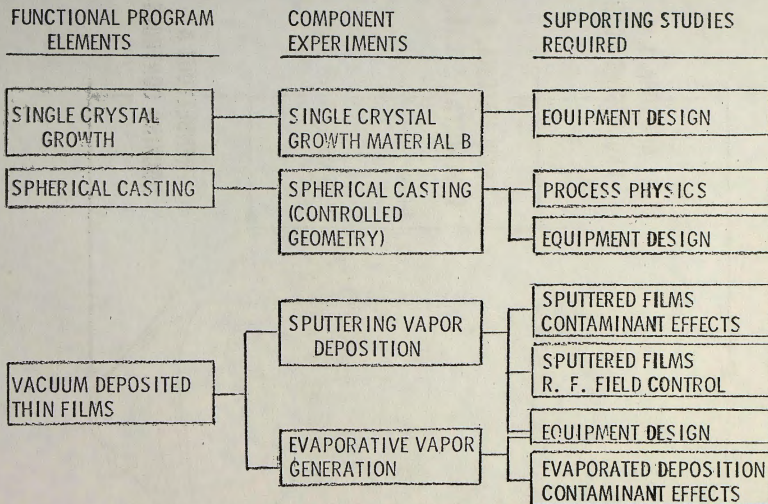 FUNCTIONAL PROGRAM
ELEMENTS
COMPONENT
EXPERIMENTS
SUPPORTING STUDIES
REQUIRED
SINGLE CRYSTAL
GROWTH
SINGLE CRYSTAL
GROWTH MATERIAL B
EQUIPMENT DESIGN
SPHERICAL CASTING
SPHERICAL CASTING
(CONTROLLED
GEOMETRY)
PROCESS PHYSICS
EQUIPMENT DESIGN
VACUUM DEPOSITED
THIN FILMS
SPUTTERING VAPOR
DEPOSITION
SPUTTERED FILMS
CONTAMINANT EFFECTS
SPUTTERED FILMS
R. F. FIELD CONTROL
EVAPORATIVE VAPOR
GENERATION
EQUIPMENT DESIGN
EVAPORATED DEPOSITION
CONTAMINANT EFFECTS